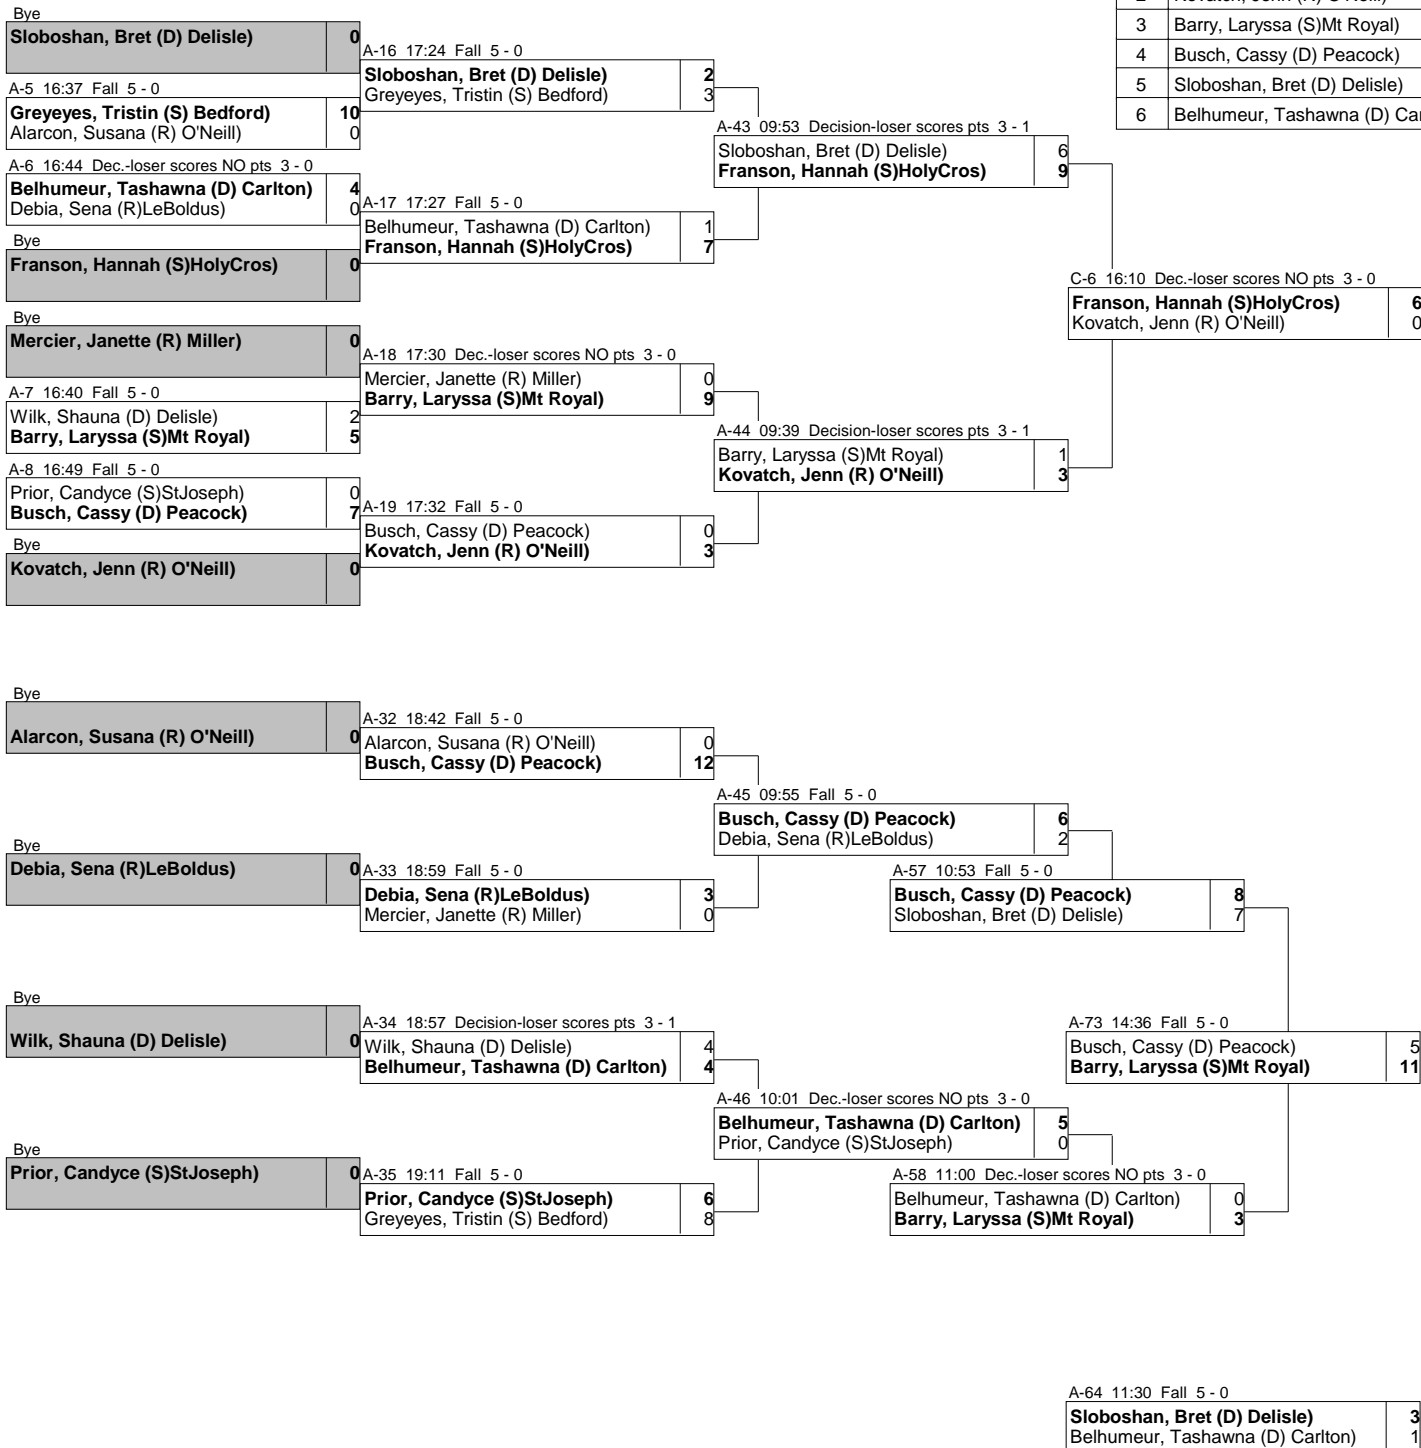 2 Kovatch, Jenn (R) O'Neill)
3 Barry, Laryssa (S)Mt Royal)
4 Busch, Cassy (D) Peacock)
5 Sloboshan, Bret (D) Delisle)
6 Belhumeur, Tashawna (D) Car
Bye
Sloboshan, Bret (D) Delisle) 0
A-5 16:37 Fall 5 - 0
Greyeyes, Tristin (S) Bedford) 10
Alarcon, Susana (R) O'Neill) 0
A-6 16:44 Dec.-loser scores NO pts 3 - 0
Belhumeur, Tashawna (D) Carlton) 4
Debia, Sena (R)LeBoldus) 0
Bye
Franson, Hannah (S)HolyCros) 0
Bye
Mercier, Janette (R) Miller) 0
A-7 16:40 Fall 5 - 0
Wilk, Shauna (D) Delisle) 2
Barry, Laryssa (S)Mt Royal) 5
A-8 16:49 Fall 5 - 0
Prior, Candyce (S)StJoseph) 0
Busch, Cassy (D) Peacock) 7
Bye
Kovatch, Jenn (R) O'Neill) 0
A-16 17:24 Fall 5 - 0
Sloboshan, Bret (D) Delisle) 2
Greyeyes, Tristin (S) Bedford) 3
A-17 17:27 Fall 5 - 0
Belhumeur, Tashawna (D) Carlton) 1
Franson, Hannah (S)HolyCros) 7
A-18 17:30 Dec.-loser scores NO pts 3 - 0
Mercier, Janette (R) Miller) 0
Barry, Laryssa (S)Mt Royal) 9
A-19 17:32 Fall 5 - 0
Busch, Cassy (D) Peacock) 0
Kovatch, Jenn (R) O'Neill) 3
A-43 09:53 Decision-loser scores pts 3 - 1
Sloboshan, Bret (D) Delisle) 6
Franson, Hannah (S)HolyCros) 9
A-44 09:39 Decision-loser scores pts 3 - 1
Barry, Laryssa (S)Mt Royal) 1
Kovatch, Jenn (R) O'Neill) 3
C-6 16:10 Dec.-loser scores NO pts 3 - 0
Franson, Hannah (S)HolyCros) 6
Kovatch, Jenn (R) O'Neill) 0
Bye
Alarcon, Susana (R) O'Neill) 0
Bye
Debia, Sena (R)LeBoldus) 0
Bye
Wilk, Shauna (D) Delisle) 0
Bye
Prior, Candyce (S)StJoseph) 0
A-32 18:42 Fall 5 - 0
Alarcon, Susana (R) O'Neill) 0
Busch, Cassy (D) Peacock) 12
A-33 18:59 Fall 5 - 0
Debia, Sena (R)LeBoldus) 3
Mercier, Janette (R) Miller) 0
A-34 18:57 Decision-loser scores pts 3 - 1
Wilk, Shauna (D) Delisle) 4
Belhumeur, Tashawna (D) Carlton) 4
A-35 19:11 Fall 5 - 0
Prior, Candyce (S)StJoseph) 6
Greyeyes, Tristin (S) Bedford) 8
A-45 09:55 Fall 5 - 0
Busch, Cassy (D) Peacock) 6
Debia, Sena (R)LeBoldus) 2
A-46 10:01 Dec.-loser scores NO pts 3 - 0
Belhumeur, Tashawna (D) Carlton) 5
Prior, Candyce (S)StJoseph) 0
A-57 10:53 Fall 5 - 0
Busch, Cassy (D) Peacock) 8
Sloboshan, Bret (D) Delisle) 7
A-58 11:00 Dec.-loser scores NO pts 3 - 0
Belhumeur, Tashawna (D) Carlton) 0
Barry, Laryssa (S)Mt Royal) 3
A-73 14:36 Fall 5 - 0
Busch, Cassy (D) Peacock) 5
Barry, Laryssa (S)Mt Royal) 11
A-64 11:30 Fall 5 - 0
Sloboshan, Bret (D) Delisle) 3
Belhumeur, Tashawna (D) Carlton) 1